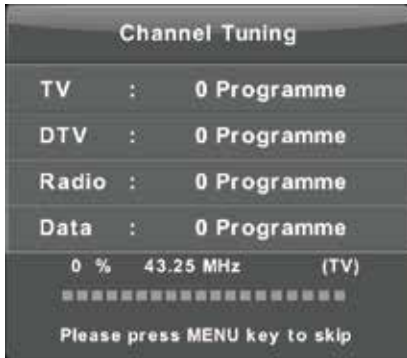 Channel Tuning
TV : 0 Programme
DTV : 0 Programme
Radio : 0 Programme
Data : 0 Programme
0 % 43.25 MHz (TV)
Please press MENU key to skip